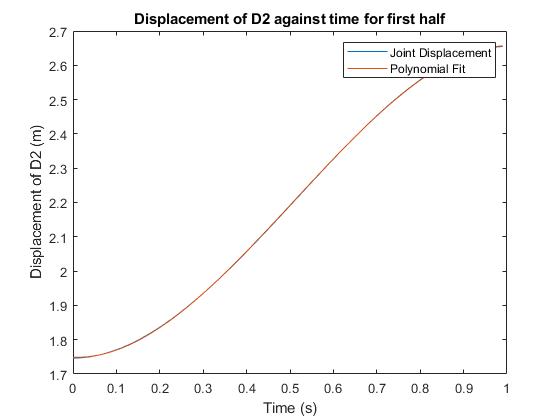 Displacement of D2 against time for first half
2.7
Joint Displacement
Polynomial Fit
2.6
2.5
2.4
2.3
2.2
2.1
2
1.9
1.8
1.7
Displacement of D2 (m)
0 0.1 0.2 0.3 0.4 0.5 0.6 0.7 0.8 0.9 1
Time (s)